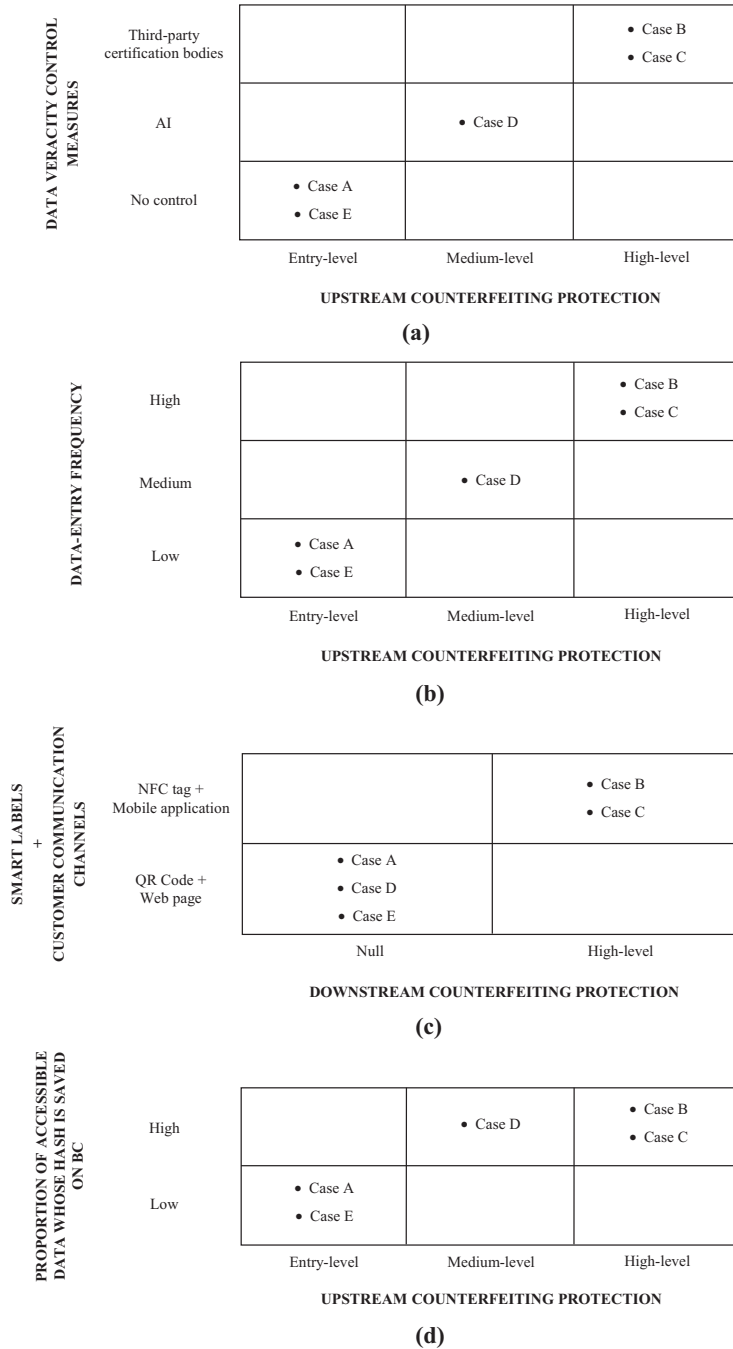 DATA VERACITY CONTROL
MEASURES
Third-party
certification bodies
• Case B
• Case C
AI
• Case D
No control
• Case A
• Case E
Entry-level
Medium-level
High-level
UPSTREAM COUNTERFEITING PROTECTION
(a)
DATA-ENTRY FREQUENCY
High
• Case B
• Case C
Medium
• Case D
Low
• Case A
• Case E
Entry-level
Medium-level
High-level
UPSTREAM COUNTERFEITING PROTECTION
(b)
SMART LABELS
+
CUSTOMER COMMUNICATION
CHANNELS
NFC tag +
Mobile application
• Case B
• Case C
QR Code +
Web page
• Case A
• Case D
• Case E
Null
High-level
DOWNSTREAM COUNTERFEITING PROTECTION
(c)
PROPORTION OF ACCESSIBLE
DATA WHOSE HASH IS SAVED
ON BC
High
• Case D
• Case B
• Case C
Low
• Case A
• Case E
Entry-level
Medium-level
High-level
UPSTREAM COUNTERFEITING PROTECTION
(d)